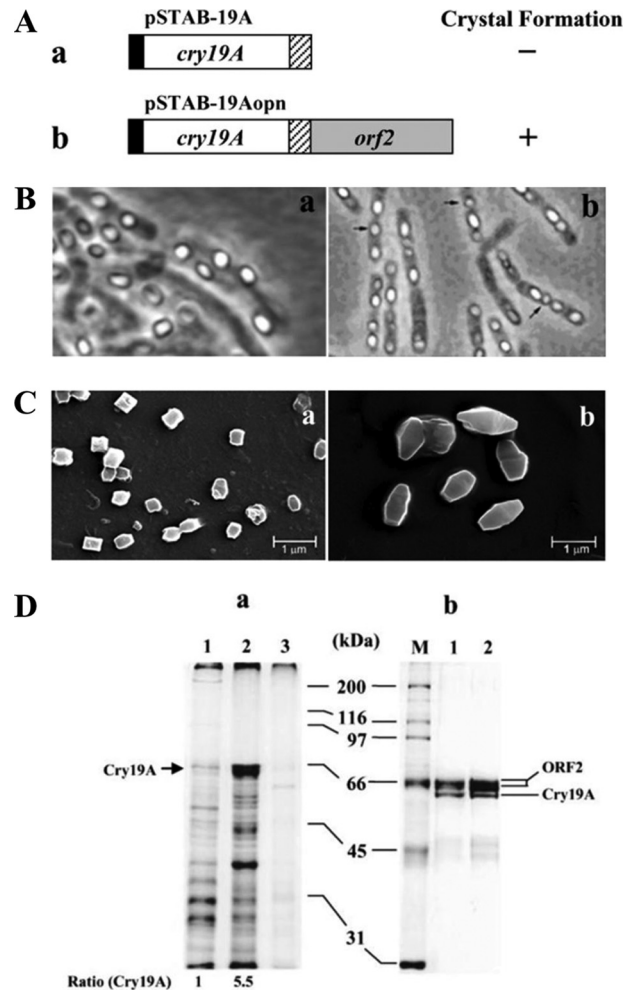 A
pSTAB-19A
Crystal Formation
a
cry19A
−
pSTAB-19Aopn
b
cry19A
orf2
+
B
a
b
C
a
1 μm
b
1 μm
D
a
b
1 2 3
(kDa)
M 1 2
200
116
97
Cry19A
66
ORF2
Cry19A
45
31
Ratio (Cry19A)
1
5.5